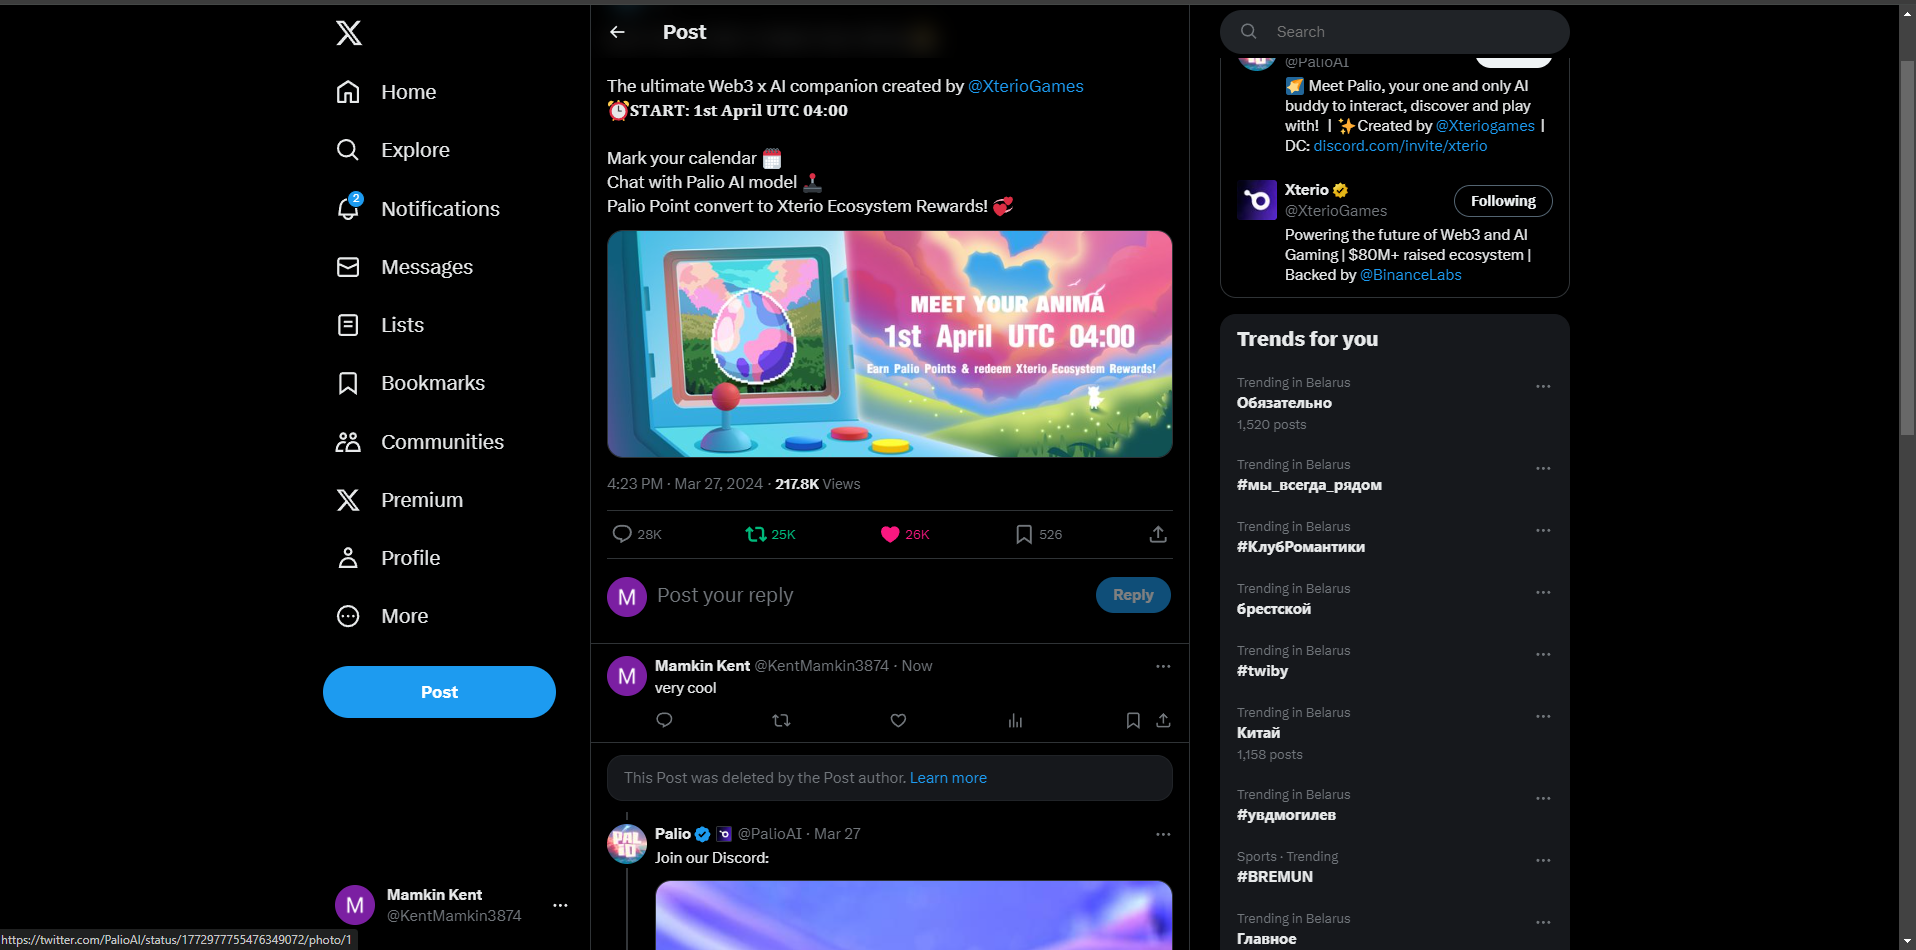 Home
Explore
2
Notifications
Messages
Lists
Bookmarks
Communities
Premium
Profile
More
Post
M
Mamkin Kent
@KentMamkin3874
https://twitter.com/PalioAI/status/1772977755476349072/photo/1
Post
The ultimate Web3 x AI companion created by @XterioGames
⏰START: 1st April UTC 04:00
Mark your calendar 🗓️
Chat with Palio AI model 🕹️
Palio Point convert to Xterio Ecosystem Rewards! 💞
MEET YOUR ANIMA
1st April UTC 04:00
Earn Palio Points & redeem Xterio Ecosystem Rewards!
4:23 PM · Mar 27, 2024 · 217.8K Views
28K 25K 26K 526
M Post your reply Reply
M
Mamkin Kent @KentMamkin3874 · Now
very cool
This Post was deleted by the Post author. Learn more
PALIO
Palio @PalioAI · Mar 27
Join our Discord:
Search
@PalioAI
Meet Palio, your one and only AI
buddy to interact, discover and play
with! | ✨Created by @Xteriogames |
DC: discord.com/invite/xterio
Xterio
@XterioGames
Following
Powering the future of Web3 and AI
Gaming | $80M+ raised ecosystem |
Backed by @BinanceLabs
Trends for you
Trending in Belarus
Обязательно
1,520 posts
Trending in Belarus
#мы_всегда_рядом
Trending in Belarus
#КлубРомантики
Trending in Belarus
брестской
Trending in Belarus
#twiby
Trending in Belarus
Китай
1,158 posts
Trending in Belarus
#увдмогилев
Sports · Trending
#BREMUN
Trending in Belarus
Главное